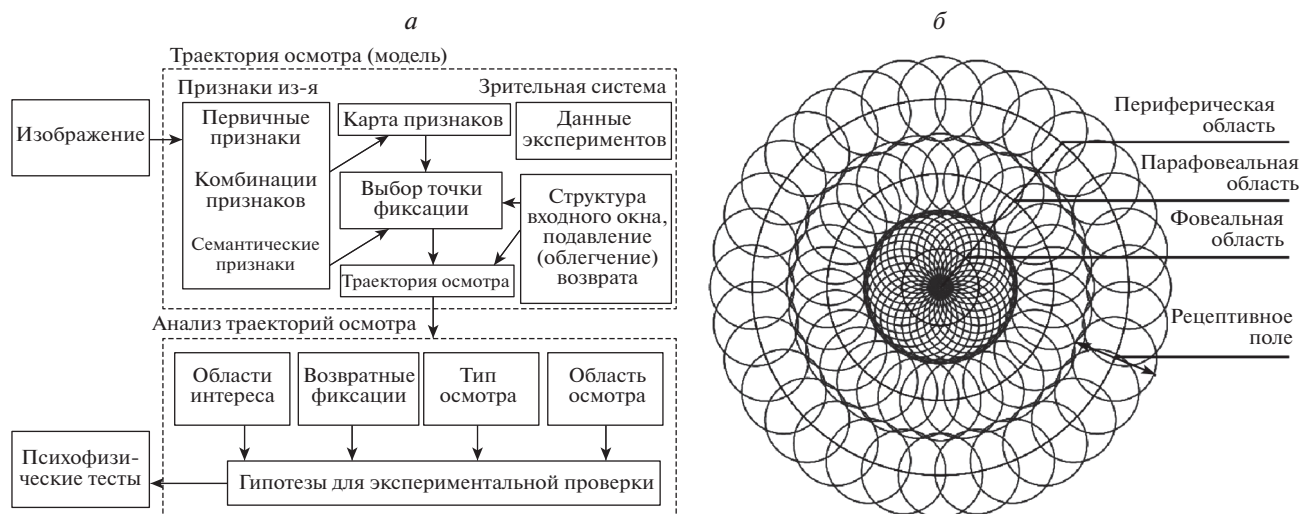 а
Траектория осмотра (модель)
Изображение
Признаки из-я
Первичные
признаки
Комбинации
признаков
Семантические
признаки
Карта признаков
Выбор точки
фиксации
Траектория осмотра
Зрительная система
Данные
экспериментов
Структура
входного окна,
подавление
(облегчение)
возврата
Анализ траекторий осмотра
Области
интереса
Возвратные
фиксации
Тип
осмотра
Область
осмотра
Психофизи-
ческие тесты
Гипотезы для экспериментальной проверки
б
Периферическая
область
Парафовеальная
область
Фовеальная
область
Рецептивное
поле